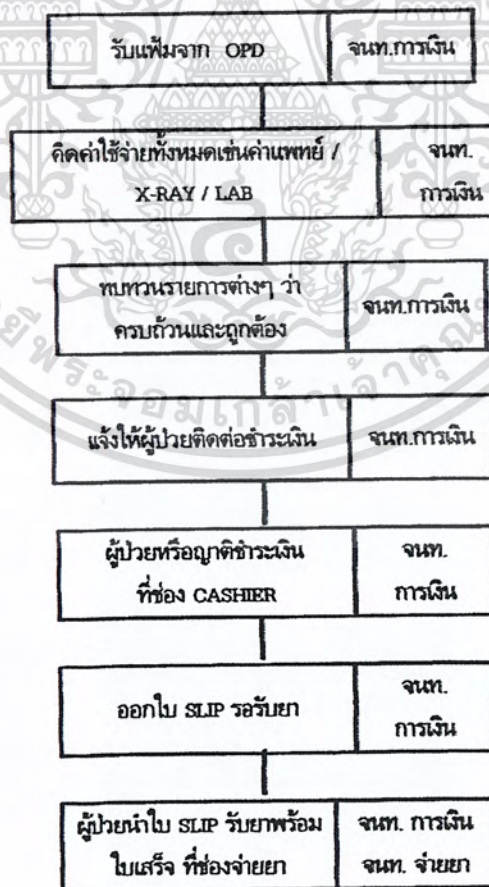 รับแฟ้มจาก OPD
จนท.การเงิน
คิดค่าใช้จ่ายทั้งหมดเช่นค่าแพทย์ /
X-RAY / LAB
จนท.
การเงิน
ทบทวนรายการต่างๆ ว่า
ครบถ้วนและถูกต้อง
จนท.การเงิน
แจ้งให้ผู้ป่วยติดต่อชำระเงิน
จนท.การเงิน
ผู้ป่วยหรือญาติชำระเงิน
ที่ช่อง CASHIER
จนท.
การเงิน
ออกใบ SLIP รอรับยา
จนท.
การเงิน
ผู้ป่วยนำใบ SLIP รับยาพร้อม
ใบเสร็จ ที่ช่องจ่ายยา
จนท. การเงิน
จนท. จ่ายยา